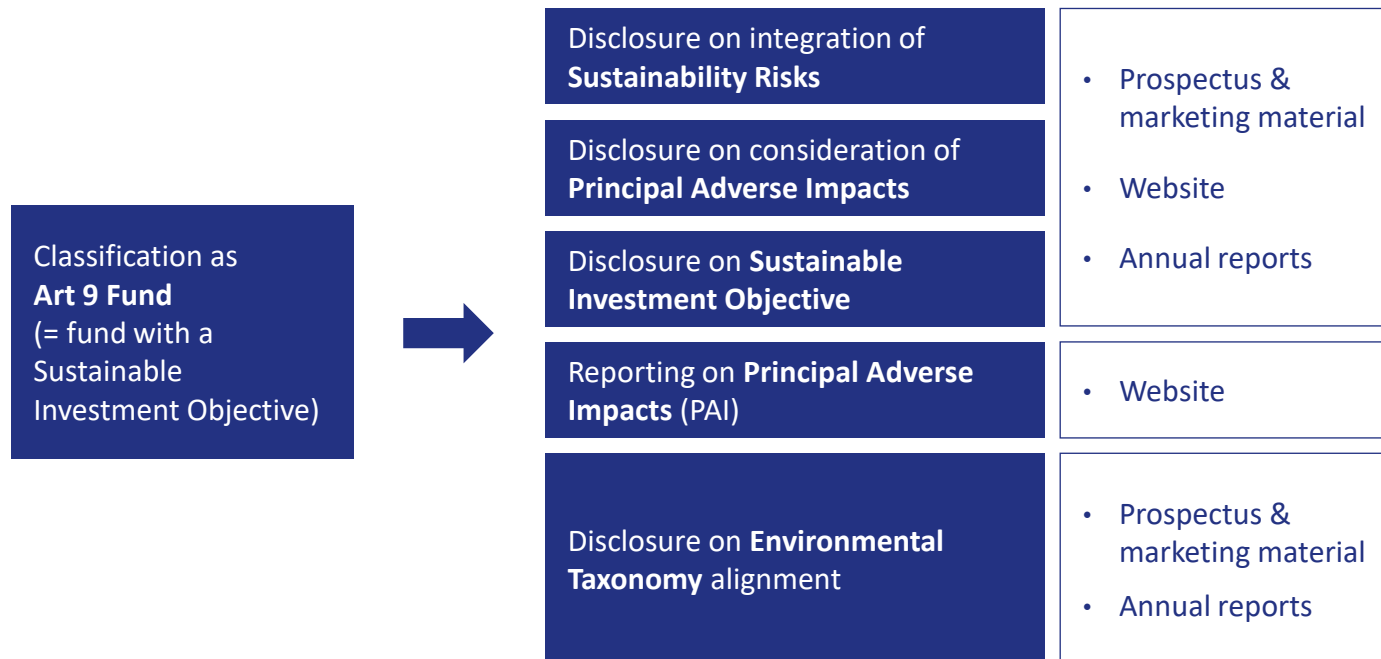 Classification as
Art 9 Fund
(= fund with a
Sustainable
Investment Objective)
Disclosure on integration of
Sustainability Risks
Disclosure on consideration of
Principal Adverse Impacts
Disclosure on Sustainable
Investment Objective
• Prospectus &
marketing material
• Website
• Annual reports
Reporting on Principal Adverse
Impacts (PAI)
• Website
Disclosure on Environmental
Taxonomy alignment
• Prospectus &
marketing material
• Annual reports